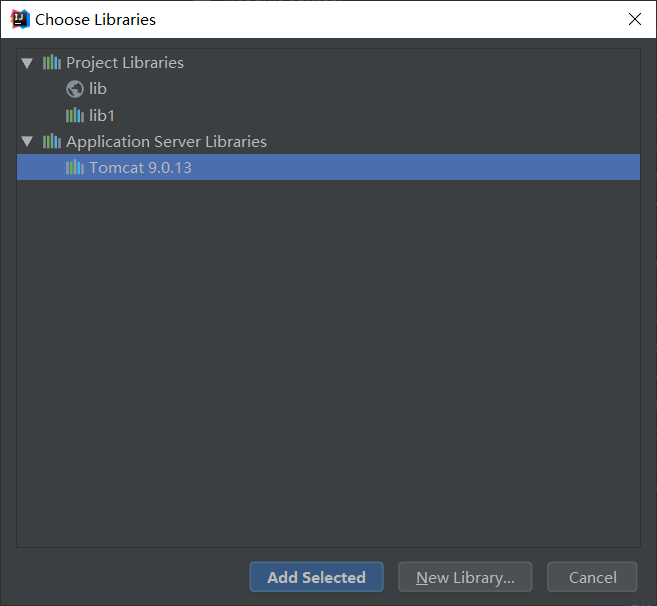 Choose Libraries
Project Libraries
lib
lib1
Application Server Libraries
Tomcat 9.0.13
Add Selected New Library... Cancel